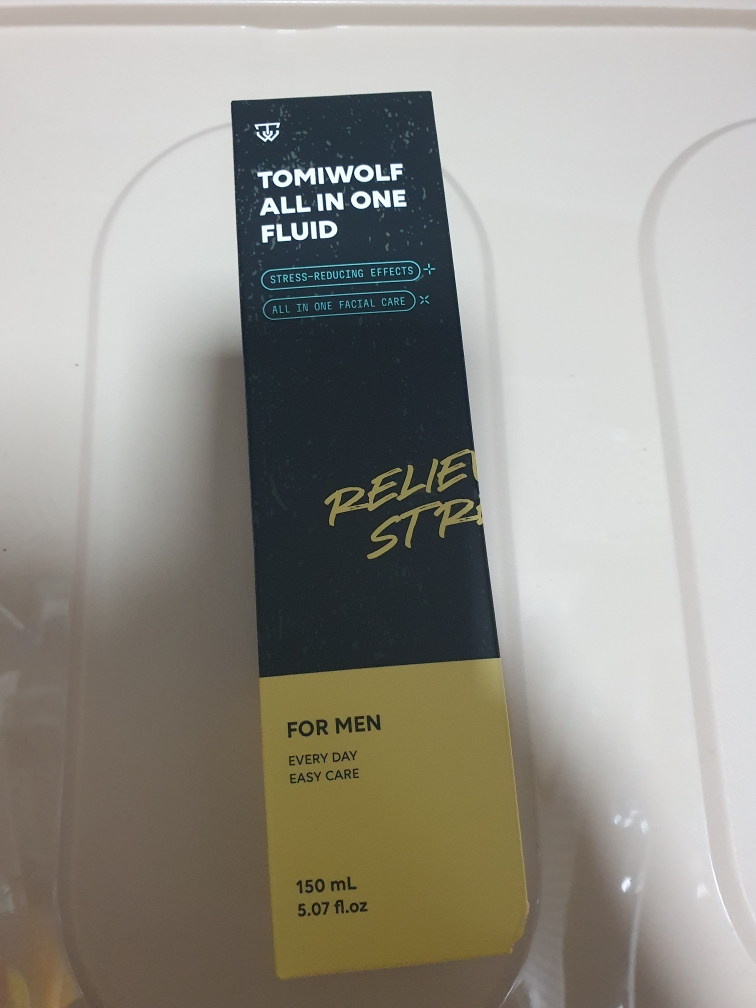 TOMIWOLF
ALL IN ONE
FLUID
STRESS-REDUCING EFFECTS
ALL IN ONE FACIAL CARE
FOR MEN
EVERY DAY
EASY CARE
150 mL
5.07 fl.oz